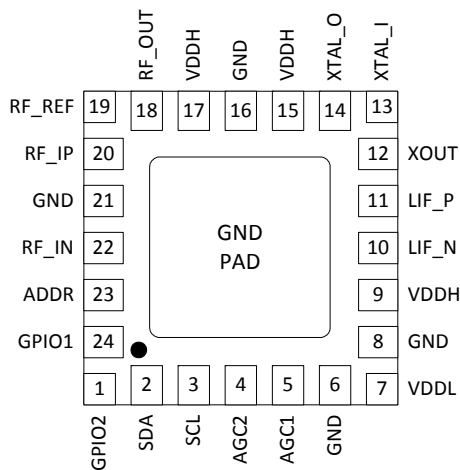 RF_OUT
VDDH
GND
VDDH
XTAL_O
XTAL_I
RF_REF 19 18 17 16 15 14 13
RF_IP 20 12 XOUT
GND 21 11 LIF_P
RF_IN 22 10 LIF_N
ADDR 23 9 VDDH
GPIO1 24 8 GND
GND
PAD
1 2 3 4 5 6 7 VDDL
GPIO2
SDA
SCL
AGC2
AGC1
GND